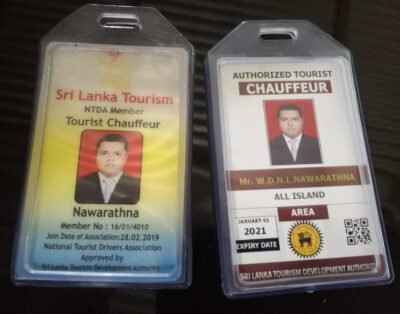 Sri Lanka Tourism
NTDA Member
Tourist Chauffeur
Nawarathna
Member No : 16/01/4010
Join Date of Association:28.02.2019
National Tourist Drivers Association
Approved by
Sri Lanka Tourism Development Authority
AUTHORIZED TOURIST
CHAUFFEUR
Mr. W.D.N.L.NAWARATHNA
ALL ISLAND
AREA
JANUARY 01
2021
EXPIRY DATE
SRI LANKA TOURISM DEVELOPMENT AUTHORIT